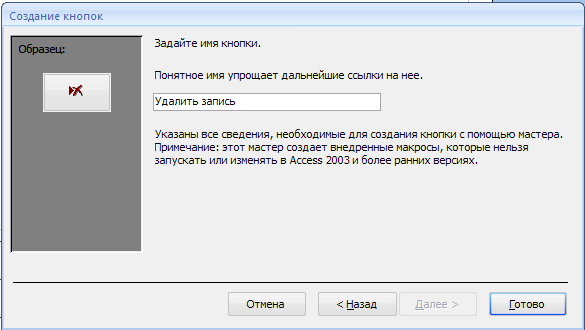 Создание кнопок
Образец:
Задайте имя кнопки.
Понятное имя упрощает дальнейшие ссылки на нее.
Удалить запись
Указаны все сведения, необходимые для создания кнопки с помощью мастера.
Примечание: этот мастер создает внедренные макросы, которые нельзя
запускать или изменять в Access 2003 и более ранних версиях.
Отмена
< Назад
Далее >
Готово